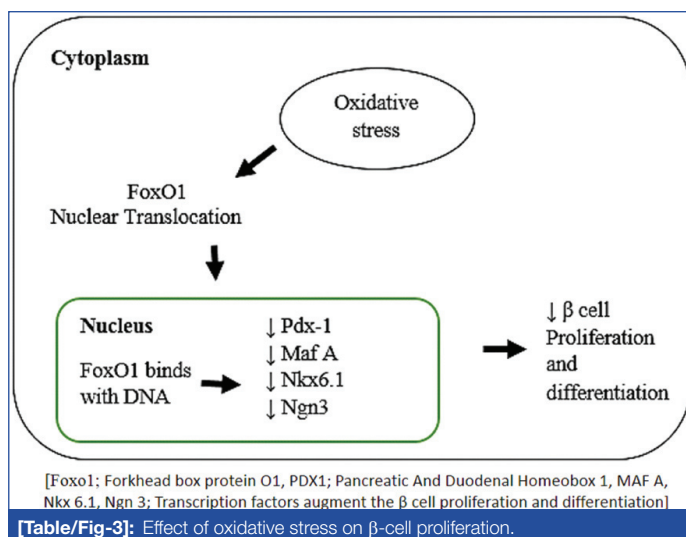 Cytoplasm
Oxidative
stress
FoxO1
Nuclear Translocation
Nucleus
FoxO1 binds
with DNA
↓ Pdx-1
↓ Maf A
↓ Nkx6.1
↓ Ngn3
↓ β cell
Proliferation
and
differentiation
[Foxo1; Forkhead box protein O1, PDX1; Pancreatic And Duodenal Homeobox 1, MAF A,
Nkx 6.1, Ngn 3; Transcription factors augment the β cell proliferation and differentiation]
[Table/Fig-3]: Effect of oxidative stress on β-cell proliferation.